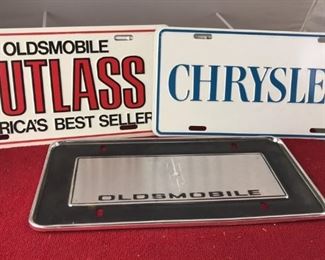 OLDSMOBILE
UTLASS
RICA'S BEST SELLER
CHRYSLE
OLDSMOBILE